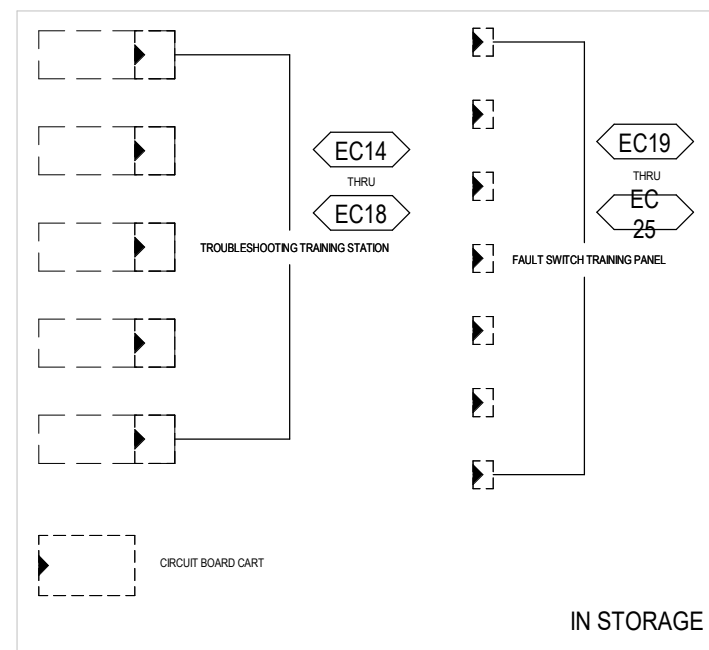 EC14
THRU
EC18
TROUBLESHOOTING TRAINING STATION
EC19
THRU
EC
25
FAULT SWITCH TRAINING PANEL
CIRCUIT BOARD CART
IN STORAGE